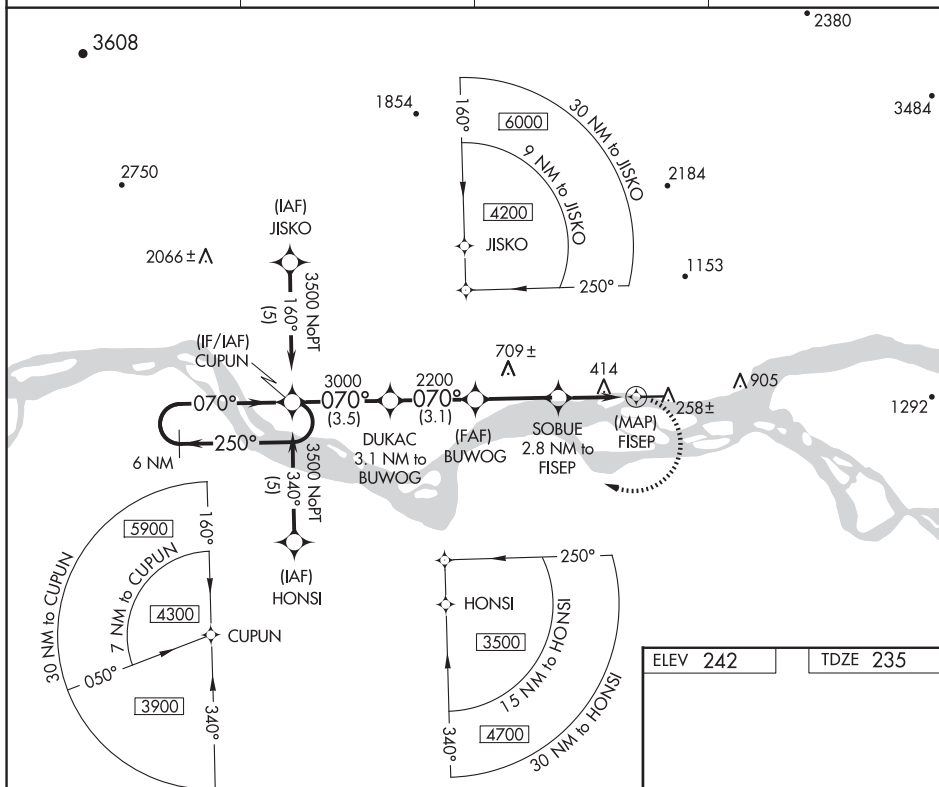 2380
3608
1854
3484
160°
6000
30 NM to JISKO
9 NM to JISKO
2750
2184
4200
(IAF)
JISKO
JISKO
2066±
1153
250°
3500 NoPT
160°
(5)
(IF/IAF)
CUPUN
709±
414
905
070°
3000
070°
(3.5)
2200
070°
(3.1)
258±
1292
250°
6 NM
DUKAC
3.1 NM to
BUWOG
(FAF)
BUWOG
SOBUE
2.8 NM to
FISEP
(MAP)
FISEP
3500 NoPT
340°
(5)
(IAF)
HONSI
5900
160°
30 NM to CUPUN
7 NM to CUPUN
4300
CUPUN
050°
3900
340°
250°
HONSI
3500
15 NM to HONSI
340°
4700
30 NM to HONSI
ELEV 242
TDZE 235